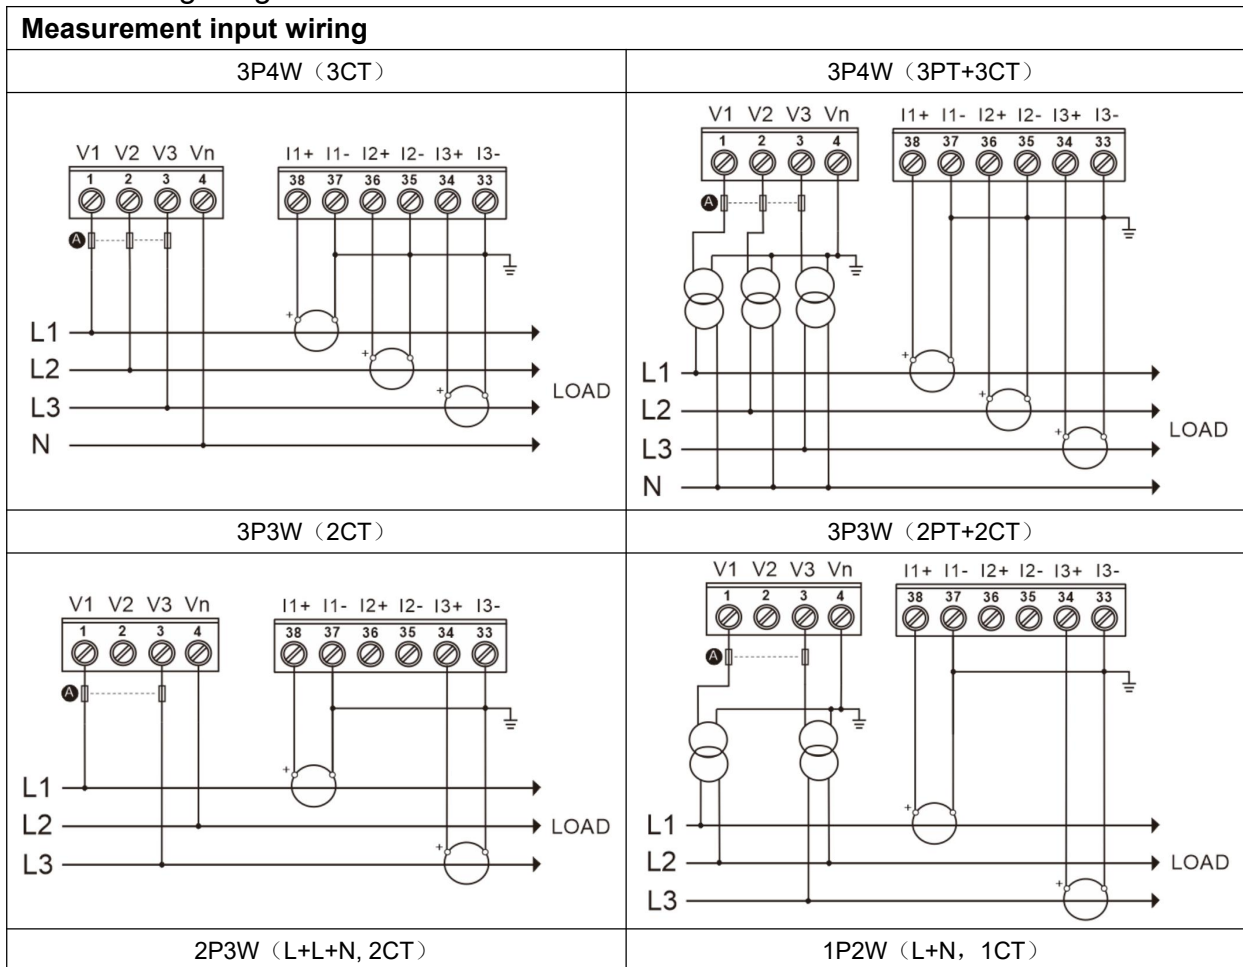 Measurement input wiring
3P4W（3CT）
3P4W（3PT+3CT）
V1 V2 V3 Vn I1+ I1- I2+ I2- I3+ I3-
1 2 3 4 38 37 36 35 34 33
A
L1
L2
L3
N
LOAD
V1 V2 V3 Vn I1+ I1- I2+ I2- I3+ I3-
1 2 3 4 38 37 36 35 34 33
A
L1
L2
L3
N
LOAD
3P3W（2CT）
3P3W（2PT+2CT）
V1 V2 V3 Vn I1+ I1- I2+ I2- I3+ I3-
1 2 3 4 38 37 36 35 34 33
A
L1
L2
L3
LOAD
V1 V2 V3 Vn I1+ I1- I2+ I2- I3+ I3-
1 2 3 4 38 37 36 35 34 33
A
L1
L2
L3
LOAD
2P3W（L+L+N, 2CT）
1P2W（L+N，1CT）